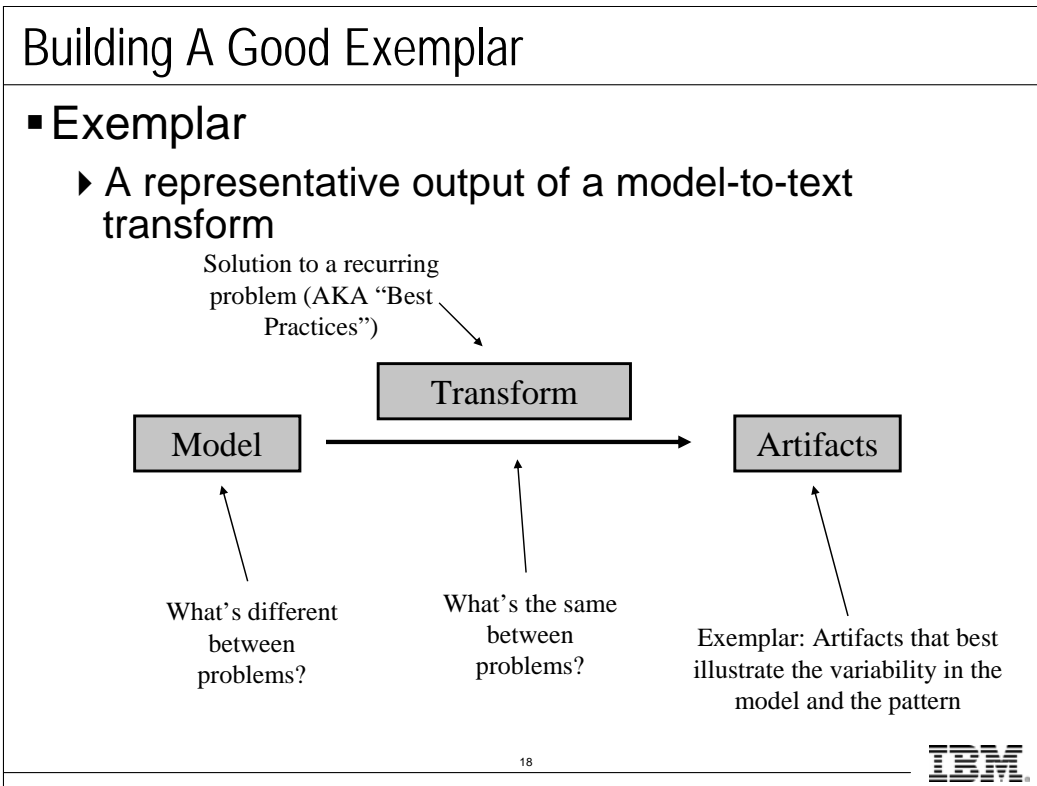 Building A Good Exemplar
▪Exemplar
A representative output of a model-to-text
transform
Solution to a recurring
problem (AKA “Best
Practices”)
Transform
Model
Artifacts
What’s different
between
problems?
What’s the same
between
problems?
Exemplar: Artifacts that best
illustrate the variability in the
model and the pattern
18
IBM.